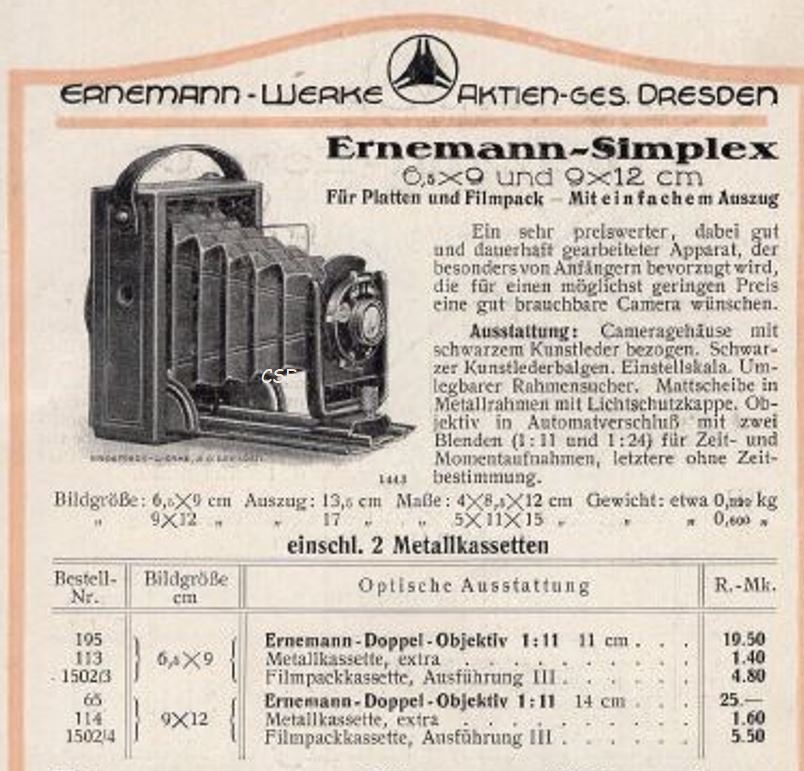 ERNEMANN-WERKE AKTIEN-GES. DRESDEN
Ernemann-Simplex
6,5×9 und 9×12 cm
Für Platten und Filmpack – Mit einfachem Auszug
Ein sehr preiswerter, dabei gut
und dauerhaft gearbeiteter Apparat, der
besonders von Anfängern bevorzugt wird,
die für einen möglichst geringen Preis
eine gut brauchbare Camera wünschen.
Ausstattung: Cameragehäuse mit
schwarzem Kunstleder bezogen. Schwar-
zer Kunstlederbalgen. Einstellskala. Um-
legbarer Rahmensucher. Mattscheibe in
Metallrahmen mit Lichtschutzkappe. Ob-
jektiv in Automatverschluß mit zwei
Blenden (1:11 und 1:24) für Zeit- und
Momentaufnahmen, letztere ohne Zeit-
bestimmung.
CSF
ERNEMANN-WERKE, A.G. DRESDEN
1443
Bildgröße: 6,5×9 cm Auszug: 13,5 cm Maße: 4×8,5×12 cm Gewicht: etwa kg
„ 9×12 „ „ 17 „ „ 5×11×15 „ „ „ 0,600 „
einschl. 2 Metallkassetten
Bestell-Nr. Bildgröße cm Optische Ausstattung R.-Mk.
195 6,5×9 Ernemann-Doppel-Objektiv 1:11 11 cm . . . 19.50
113 Metallkassette, extra . . . . . . . . . . 1.40
1502/3 Filmpackkassette, Ausführung III . . . . . . 4.80
65 9×12 Ernemann-Doppel-Objektiv 1:11 14 cm . . . 25.—
114 Metallkassette, extra . . . . . . . . . . 1.60
1502/4 Filmpackkassette, Ausführung III . . . . . . 5.50